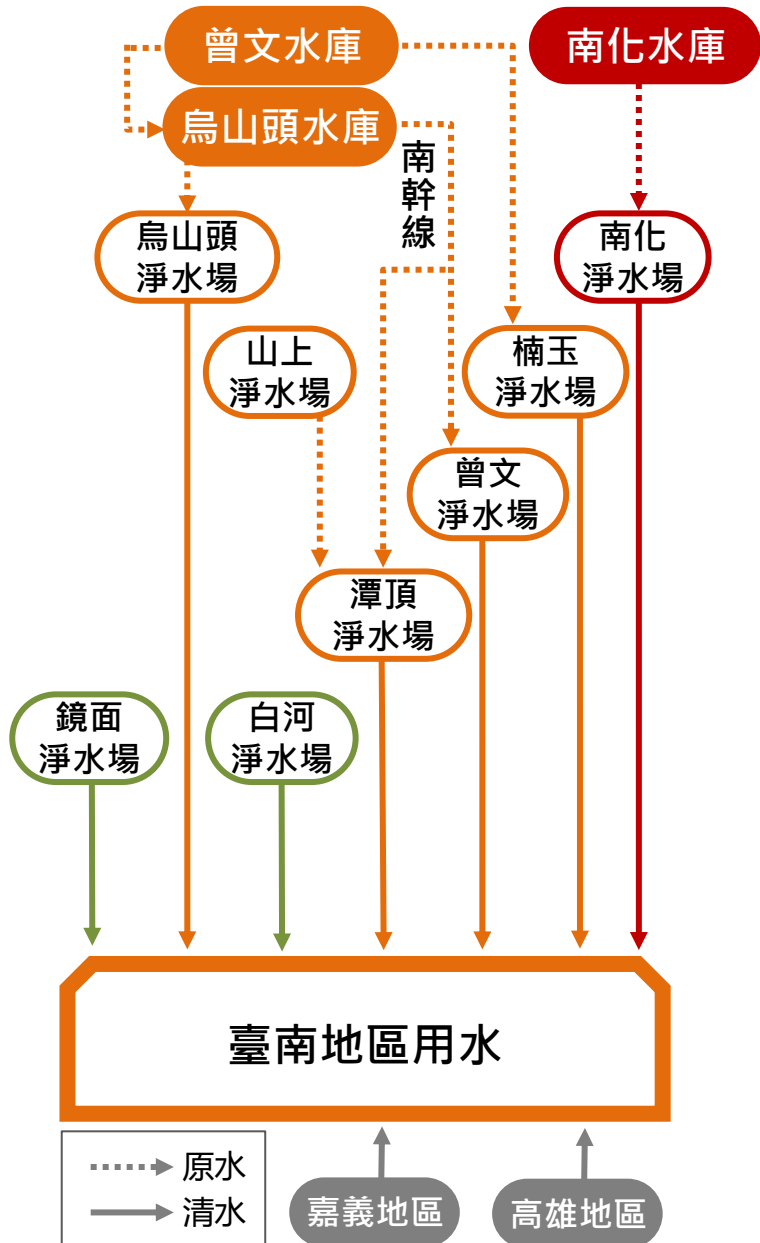 曾文水庫
南化水庫
烏山頭水庫
南幹線
烏山頭
淨水場
南化
淨水場
山上
淨水場
楠玉
淨水場
曾文
淨水場
潭頂
淨水場
鏡面
淨水場
白河
淨水場
臺南地區用水
原水
清水
嘉義地區
高雄地區